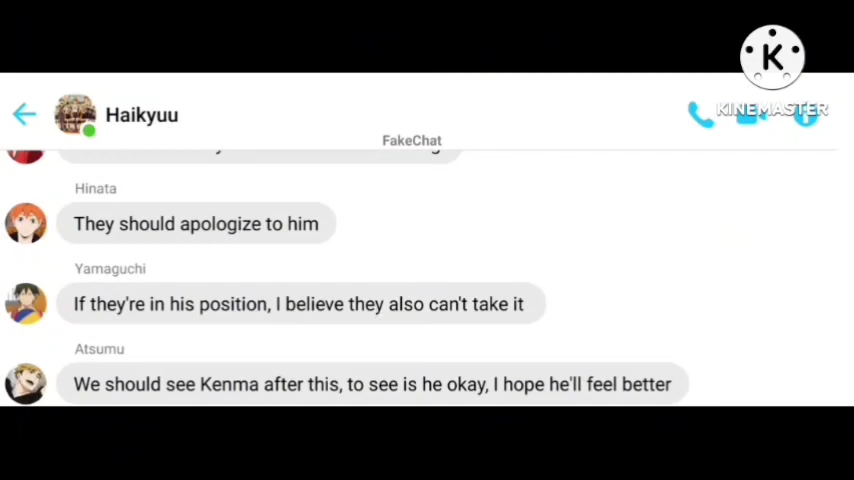 K
KINEMASTER
Haikyuu
FakeChat
Hinata
They should apologize to him
Yamaguchi
If they're in his position, I believe they also can't take it
Atsumu
We should see Kenma after this, to see is he okay, I hope he'll feel better